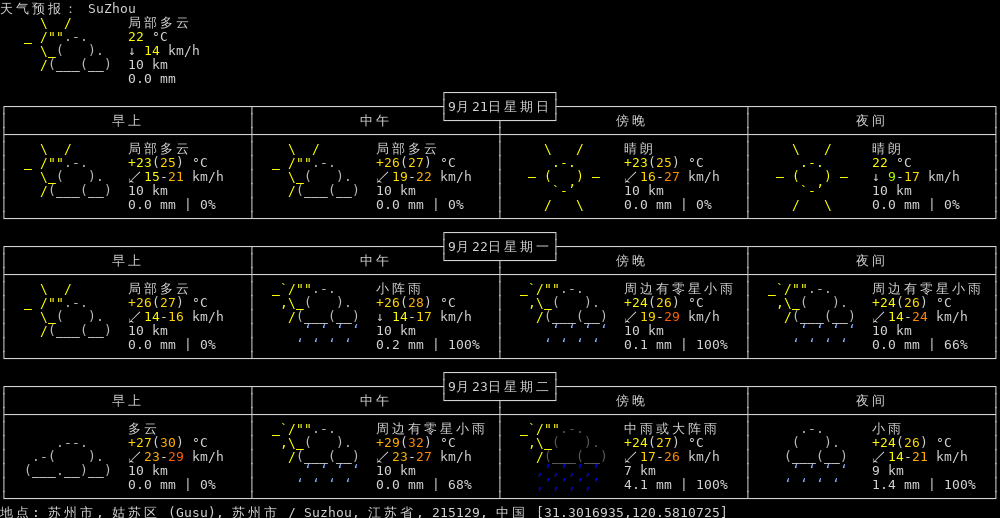 天气预报: SuZhou
局部多云
22 °C
↓ 14 km/h
10 km
0.0 mm
9月21日星期日
早上 中午 傍晚 夜间
局部多云 局部多云 晴朗 晴朗
+23(25) °C +26(27) °C +23(25) °C 22 °C
↙15-21 km/h ↙19-22 km/h ↙16-27 km/h ↓ 9-17 km/h
10 km 10 km 10 km 10 km
0.0 mm | 0% 0.0 mm | 0% 0.0 mm | 0% 0.0 mm | 0%
9月22日星期一
早上 中午 傍晚 夜间
局部多云 小阵雨 周边有零星小雨 周边有零星小雨
+26(27) °C +26(28) °C +24(26) °C +24(26) °C
↙14-16 km/h ↓ 14-17 km/h ↙19-29 km/h ↙14-24 km/h
10 km 10 km 10 km 10 km
0.0 mm | 0% 0.2 mm | 100% 0.1 mm | 100% 0.0 mm | 66%
9月23日星期二
早上 中午 傍晚 夜间
多云 周边有零星小雨 中雨或大阵雨 小雨
+27(30) °C +29(32) °C +24(27) °C +24(26) °C
↙23-29 km/h ↙23-27 km/h ↙17-26 km/h ↙14-21 km/h
10 km 10 km 7 km 9 km
0.0 mm | 0% 0.0 mm | 68% 4.1 mm | 100% 1.4 mm | 100%
地点: 苏州市, 姑苏区 (Gusu), 苏州市 / Suzhou, 江苏省, 215129, 中国 [31.3016935,120.5810725]